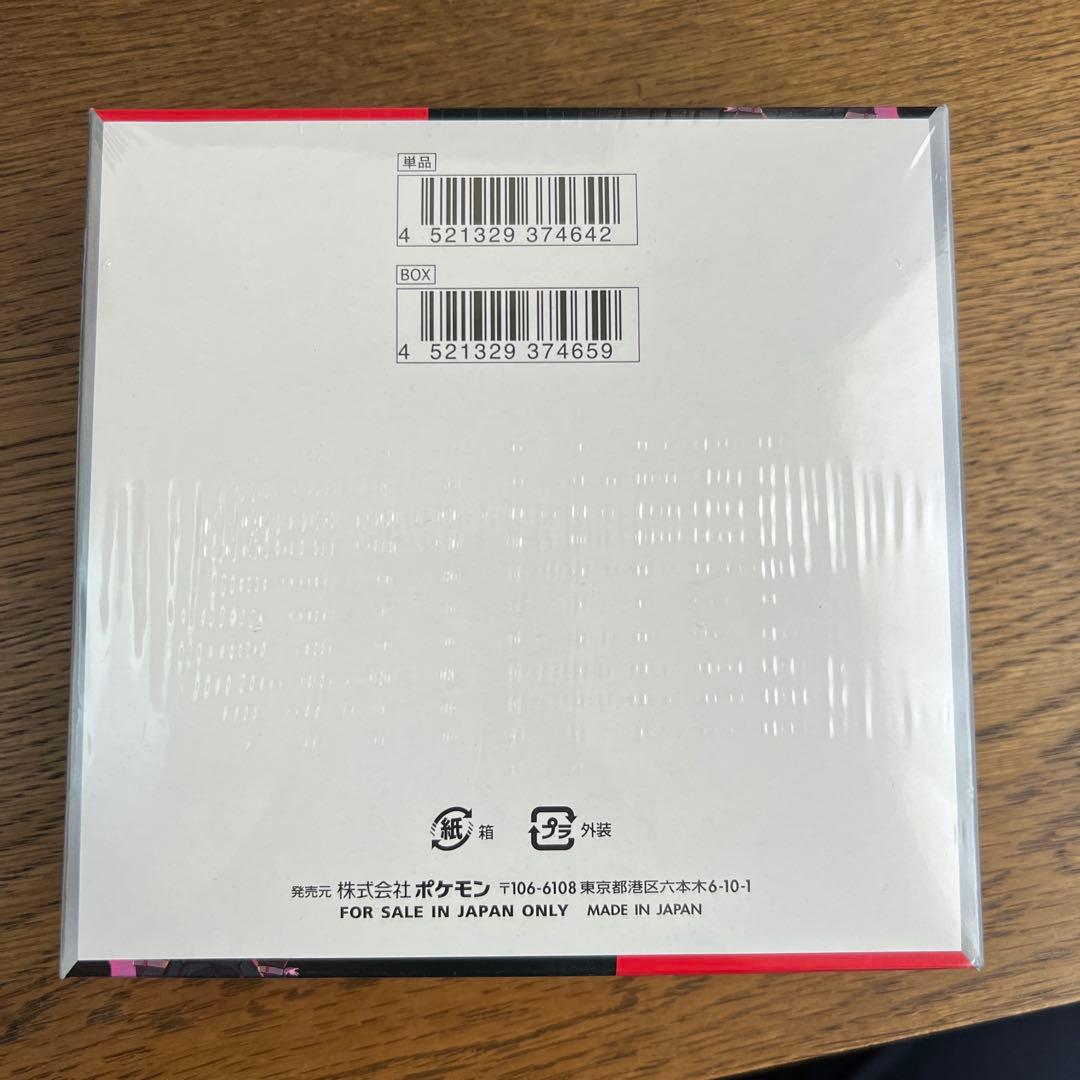 単品
4 521329 374642
BOX
4 521329 374659
紙 箱 プラ 外装
発売元 株式会社 ポケモン 〒106-6108 東京都港区六本木6-10-1
FOR SALE IN JAPAN ONLY MADE IN JAPAN